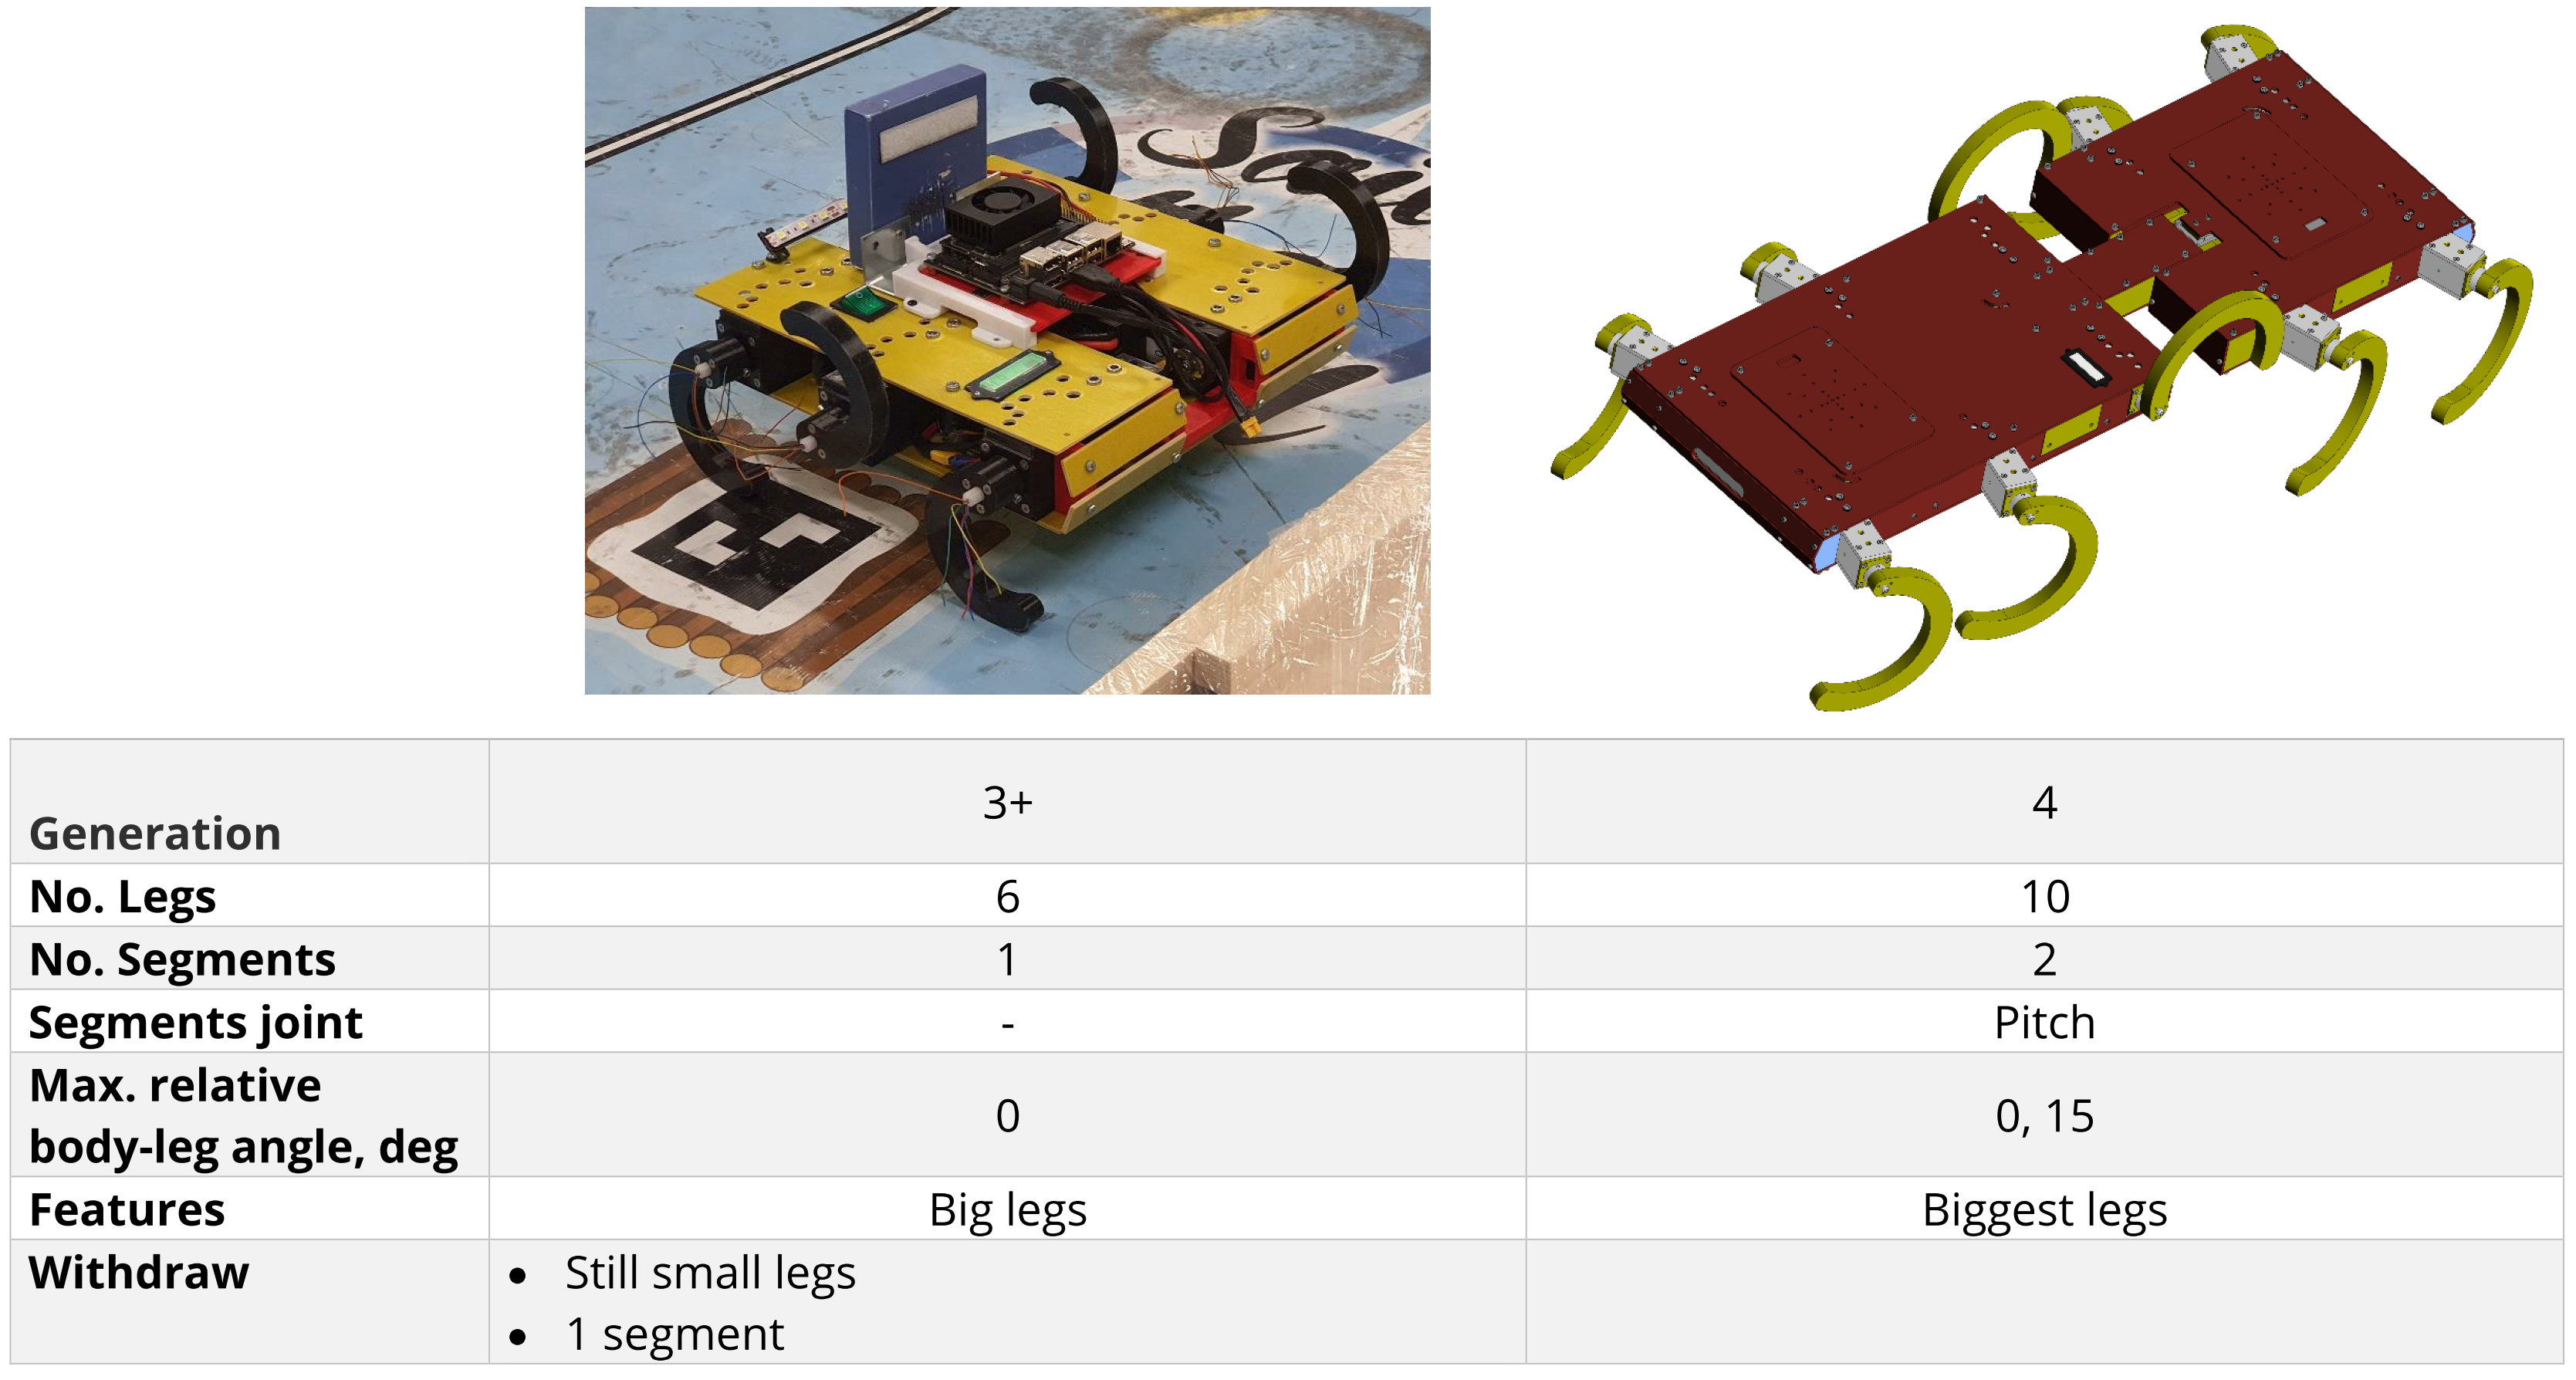 Generation 3+ 4
No. Legs 6 10
No. Segments 1 2
Segments joint - Pitch
Max. relative
body-leg angle, deg 0 0, 15
Features Big legs Biggest legs
Withdraw • Still small legs
• 1 segment